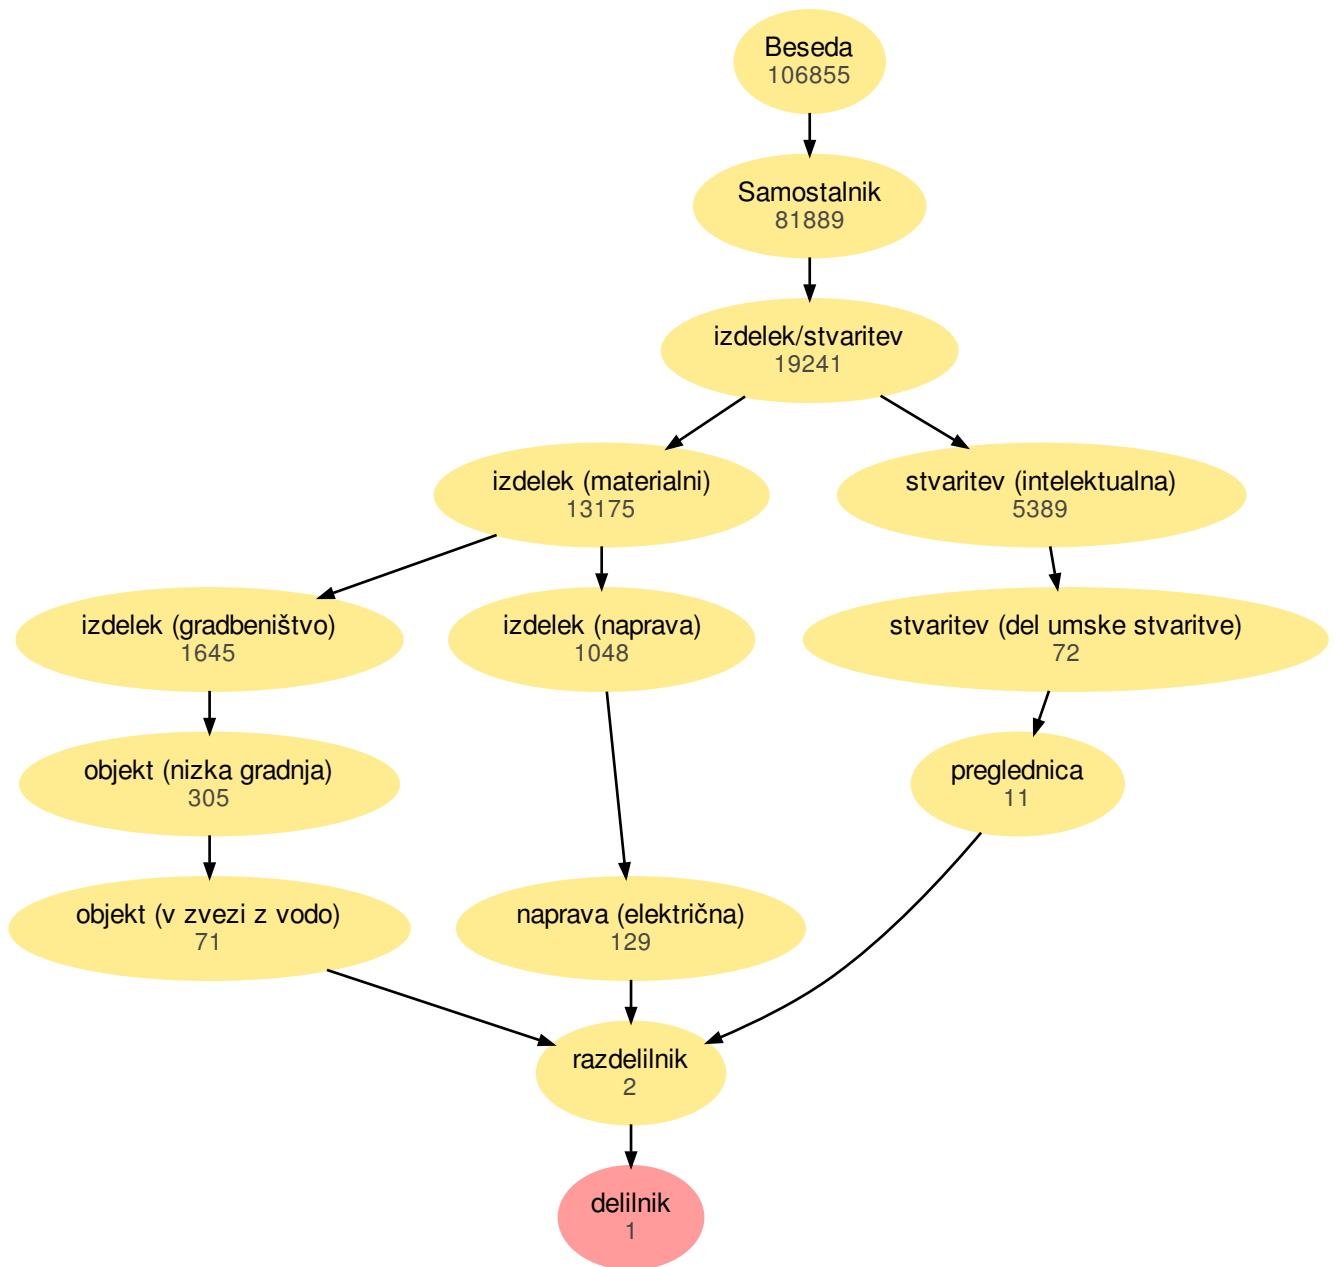 Beseda
106855
Samostalnik
81889
izdelek/stvaritev
19241
izdelek (materialni)
13175
stvaritev (intelektualna)
5389
izdelek (gradbeništvo)
1645
izdelek (naprava)
1048
stvaritev (del umske stvaritve)
72
objekt (nizka gradnja)
305
preglednica
11
objekt (v zvezi z vodo)
71
naprava (električna)
129
razdelilnik
2
delilnik
1